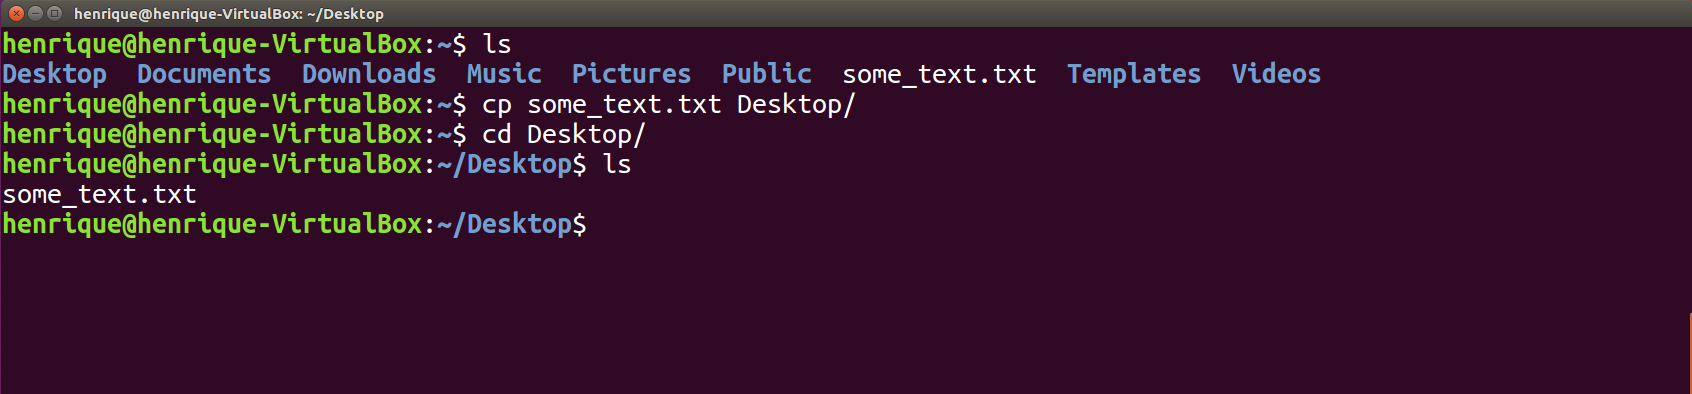 henrique@henrique-VirtualBox: ~/Desktop
henrique@henrique-VirtualBox:~$ ls
Desktop  Documents  Downloads  Music  Pictures  Public  some_text.txt  Templates  Videos
henrique@henrique-VirtualBox:~$ cp some_text.txt Desktop/
henrique@henrique-VirtualBox:~$ cd Desktop/
henrique@henrique-VirtualBox:~/Desktop$ ls
some_text.txt
henrique@henrique-VirtualBox:~/Desktop$